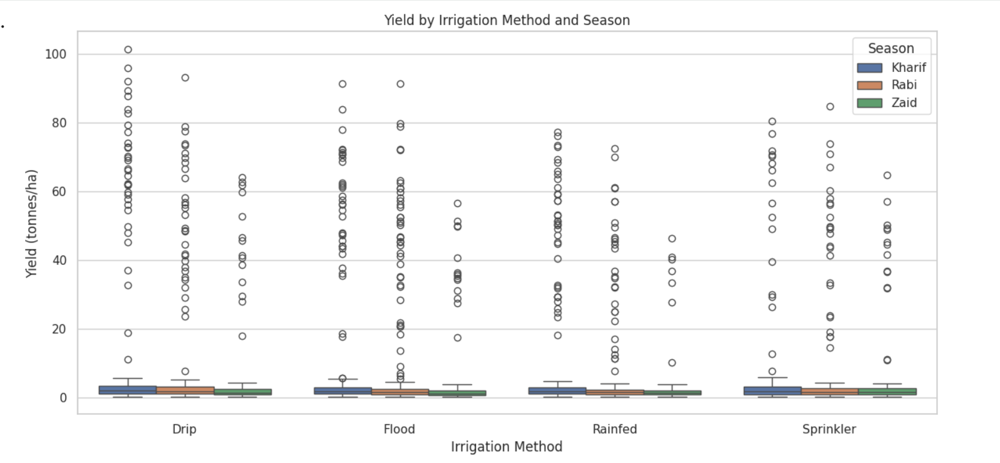 .
Yield by Irrigation Method and Season
Season
Kharif
Rabi
Zaid
Yield (tonnes/ha)
100
80
60
40
20
0
Drip Flood Rainfed Sprinkler
Irrigation Method